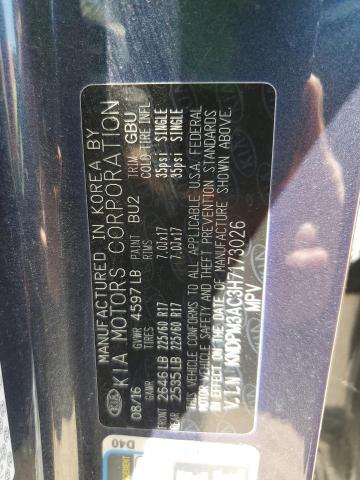 MANUFACTURED IN KOREA BY
KIA MOTORS CORPORATION
08/16 GVWR 4597LB PAINT BU2 TRIM GBU
GAWR TIRES RIMS COLD TIRE INFL.
FRONT 2646LB 225/60 R17 7.00x17 35psi SINGLE
REAR 2535LB 225/60 R17 7.00x17 35psi SINGLE
THIS VEHICLE CONFORMS TO ALL APPLICABLE U.S.A. FEDERAL
MOTOR VEHICLE SAFETY AND THEFT PREVENTION STANDARDS
IN EFFECT ON THE DATE OF MANUFACTURE SHOWN ABOVE.
V.I.N. KNDPM3AC3H7173026
MPV
D40